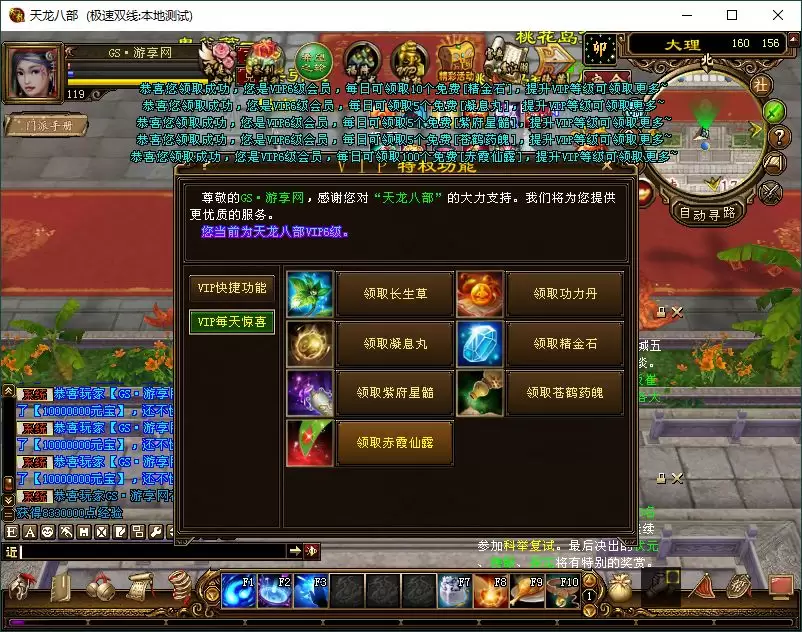 天龙八部 (极速双线:本地测试)
GS·游享网
119
门派手册
精彩活动
桃花岛
卯
大理 160 156
北
社
自动寻路
恭喜您领取成功，您是VIP6级会员，每日可领取10个免费[精金石]，提升VIP等级可领取更多~
恭喜您领取成功，您是VIP6级会员，每日可领取5个免费[凝息丸]，提升VIP等级可领取更多~
恭喜您领取成功，您是VIP6级会员，每日可领取5个免费[紫府星髓]，提升VIP等级可领取更多~
恭喜您领取成功，您是VIP6级会员，每日可领取5个免费[苍鹤药魄]，提升VIP等级可领取更多~
恭喜您领取成功，您是VIP6级会员，每日可领取100个免费[赤霞仙露]，提升VIP等级可领取更多~
VIP 特权功能
尊敬的GS·游享网，感谢您对“天龙八部”的大力支持。我们将为您提供
更优质的服务。
您当前为天龙八部VIP6级。
VIP快捷功能
VIP每天惊喜
领取长生草
领取功力丹
领取凝息丸
领取精金石
领取紫府星髓
领取苍鹤药魄
领取赤霞仙露
系统 恭喜玩家【GS·游享
了【10000000元宝】，还不
系统 恭喜玩家【GS·游享
了【10000000元宝】，还不
系统 恭喜玩家【GS·游享
了【10000000元宝】，还不
系统 恭喜玩家GS·游享网
获得8330000点经验
近
参加科举复试。最后决出的状元
将有特别的奖赏。
F1 F2 F3 F7 F8 F9 F10
1